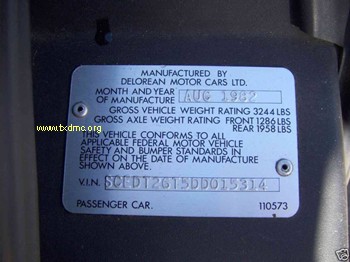 MANUFACTURED BY
DELOREAN MOTOR CARS LTD.
MONTH AND YEAR
OF MANUFACTURE AUG 1982
GROSS VEHICLE WEIGHT RATING 3244 LBS
GROSS AXLE WEIGHT RATING FRONT 1286 LBS
REAR 1958 LBS
THIS VEHICLE CONFORMS TO ALL
APPLICABLE FEDERAL MOTOR VEHICLE
SAFETY AND BUMPER STANDARDS IN
EFFECT ON THE DATE OF MANUFACTURE
SHOWN ABOVE.
V.I.N. SCEDT26T5DD015314
PASSENGER CAR. 110573
www.txdmc.org